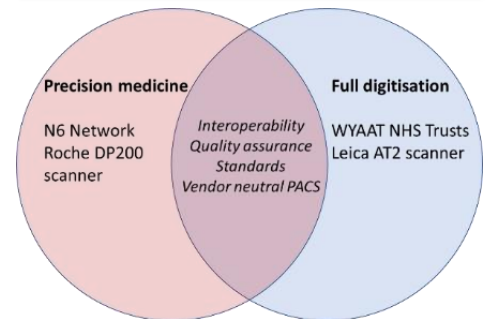 Precision medicine
N6 Network
Roche DP200
scanner
Interoperability
Quality assurance
Standards
Vendor neutral PACS
Full digitisation
WYAAT NHS Trusts
Leica AT2 scanner